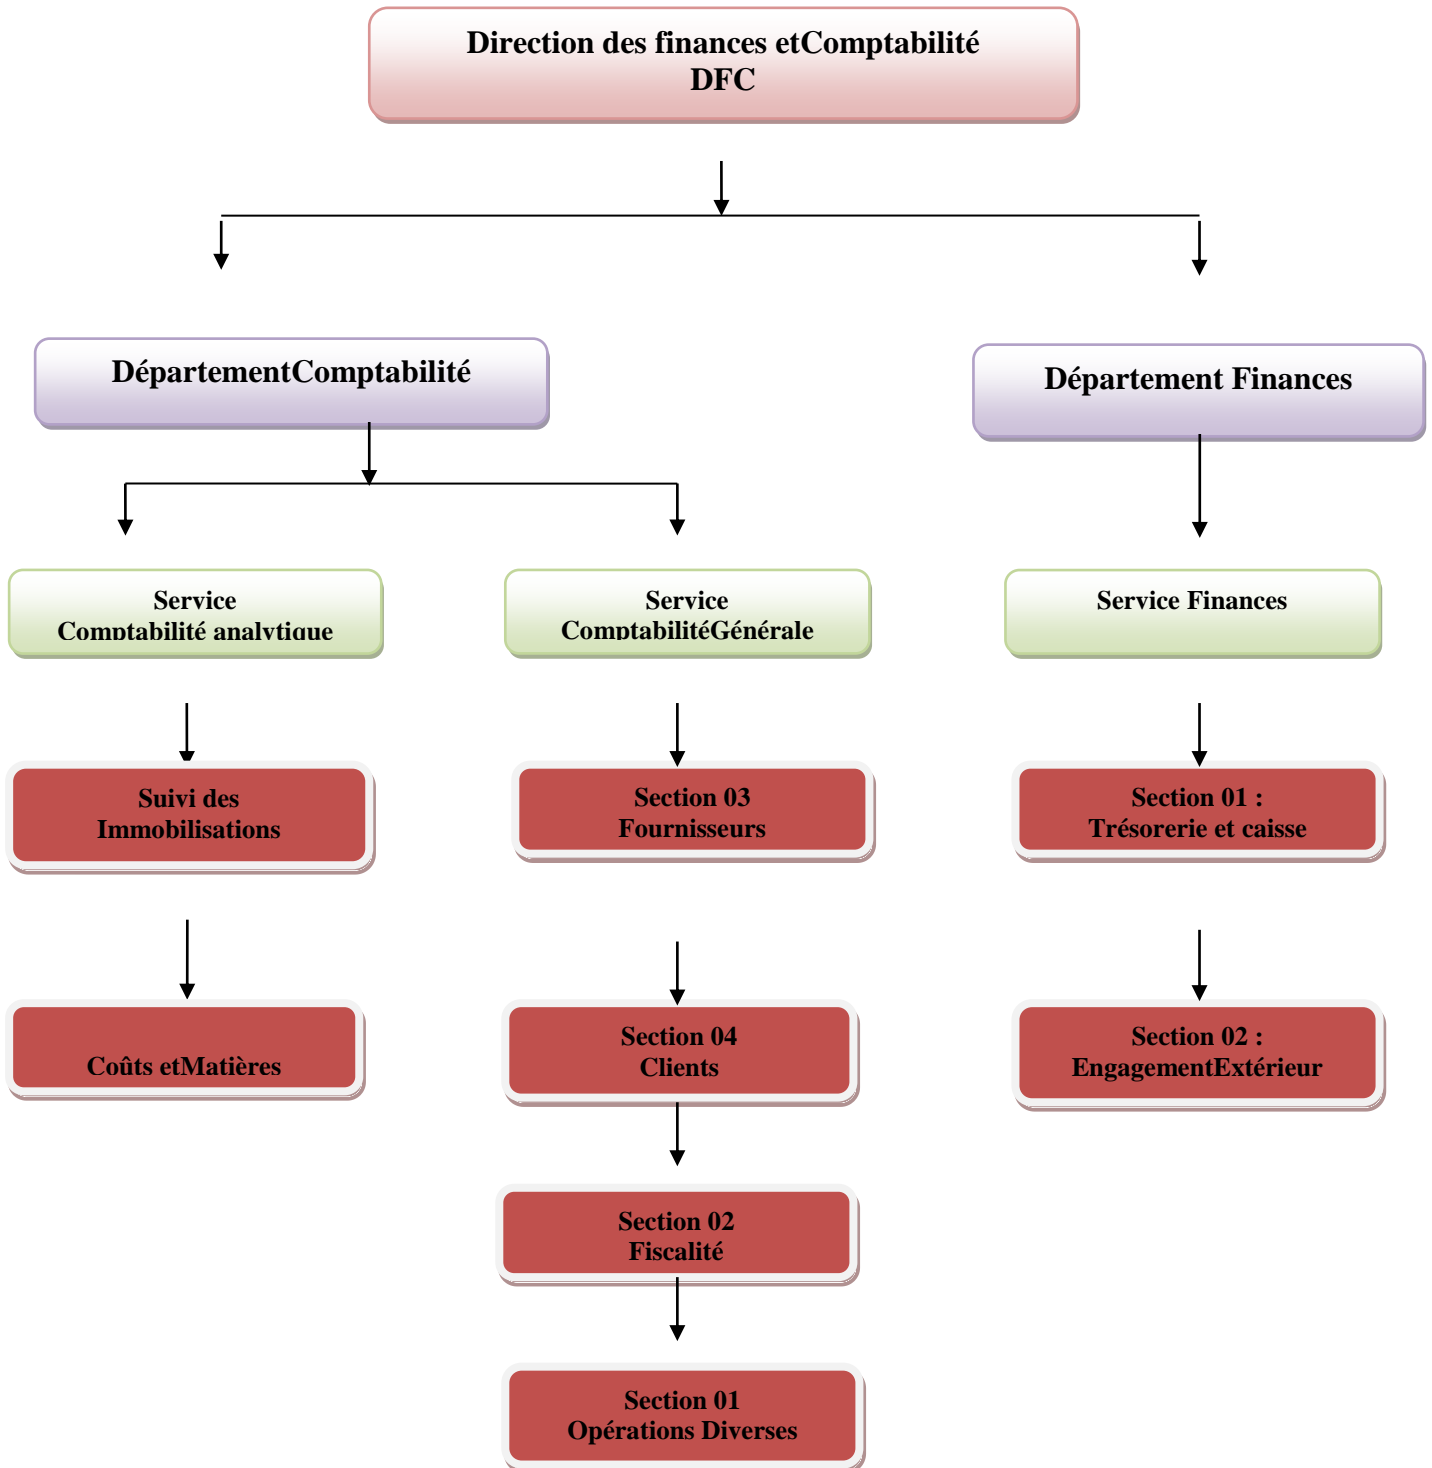 Direction des finances etComptabilité
DFC
DépartementComptabilité
Département Finances
Service
Comptabilité analytique
Service
ComptabilitéGénérale
Service Finances
Suivi des
Immobilisations
Section 03
Fournisseurs
Section 01 :
Trésorerie et caisse
Coûts etMatières
Section 04
Clients
Section 02 :
EngagementExtérieur
Section 02
Fiscalité
Section 01
Opérations Diverses